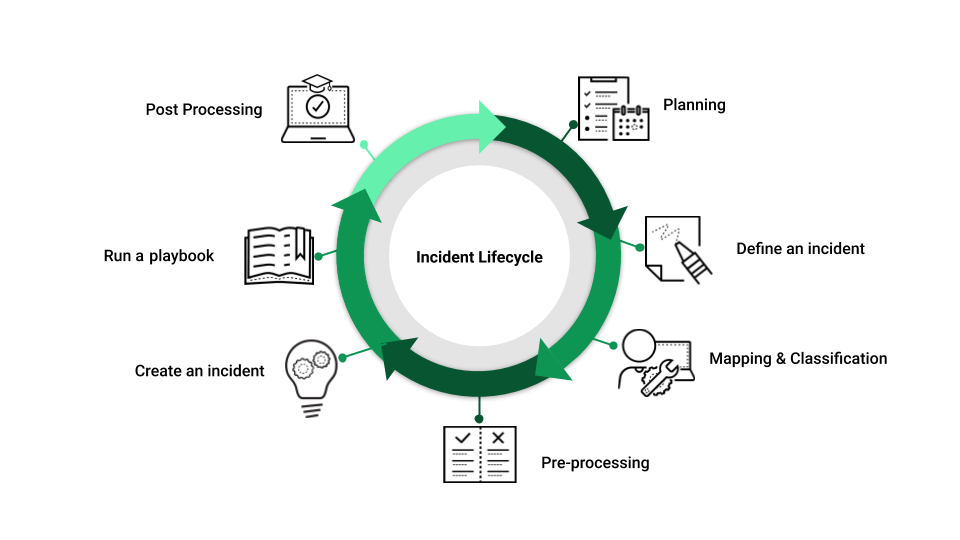 Post Processing
Planning
Run a playbook
Incident Lifecycle
Define an incident
Create an incident
Mapping & Classification
Pre-processing